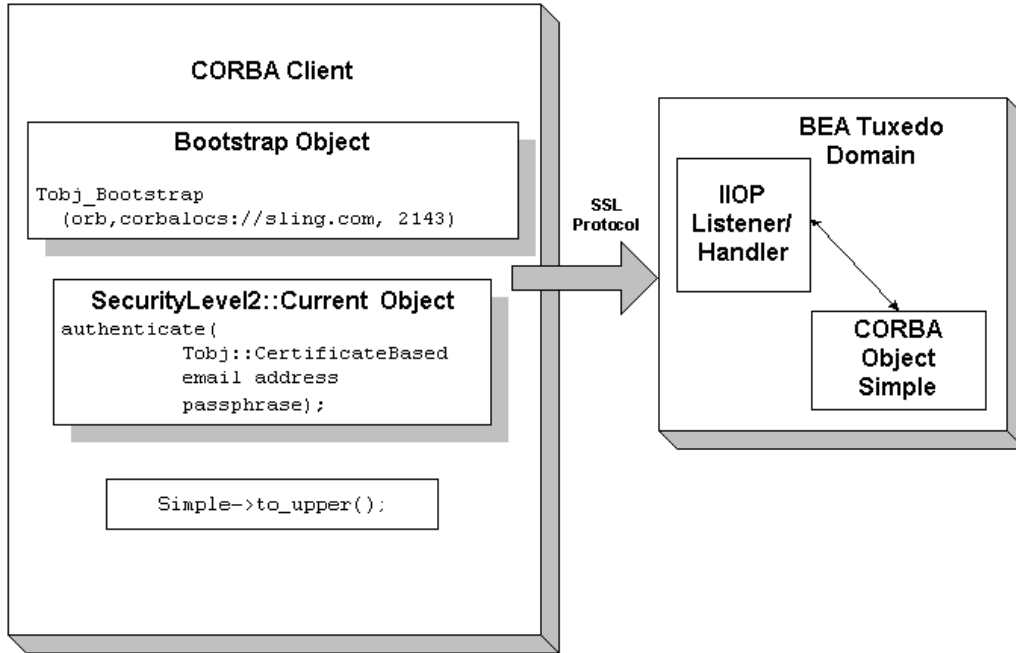 CORBA Client
Bootstrap Object
Tobj_Bootstrap
(orb,corbalocs://sling.com, 2143)
SecurityLevel2::Current Object
authenticate(
Tobj::CertificateBased
email address
passphrase);
Simple->to_upper();
SSL
Protocol
BEA Tuxedo
Domain
IIOP
Listener/
Handler
CORBA
Object
Simple